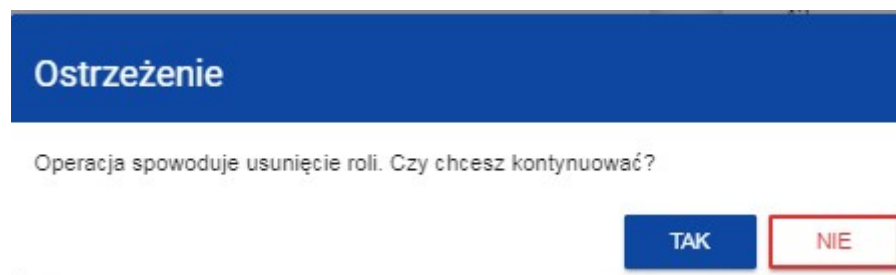 Ostrzeżenie
Operacja spowoduje usunięcie roli. Czy chcesz kontynuować?
TAK NIE